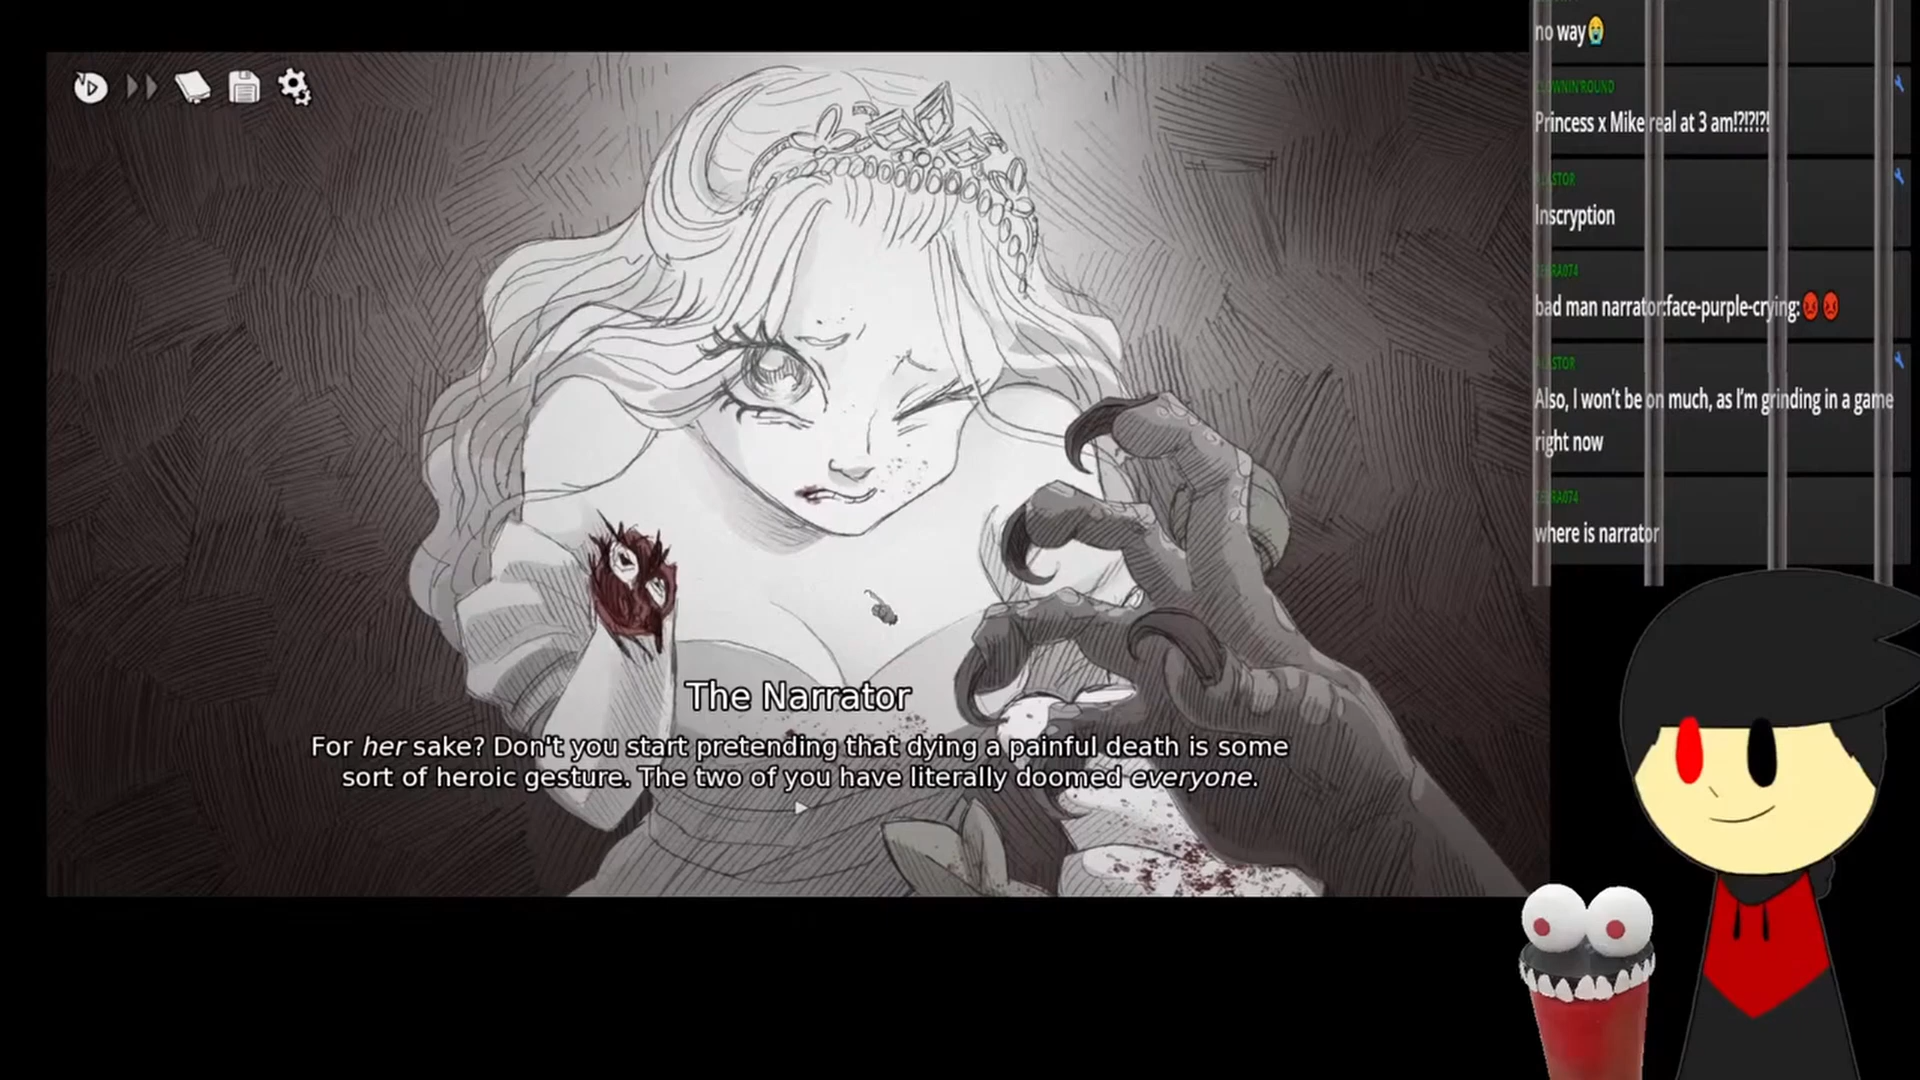 The Narrator
For her sake? Don't you start pretending that dying a painful death is some
sort of heroic gesture. The two of you have literally doomed everyone.
no way😭
Princess x Mike real at 3 am!?!?!?!
Inscryption
bad man narrator:face-purple-crying:😡😡
Also, I won't be on much, as I'm grinding in a game
right now
where is narrator